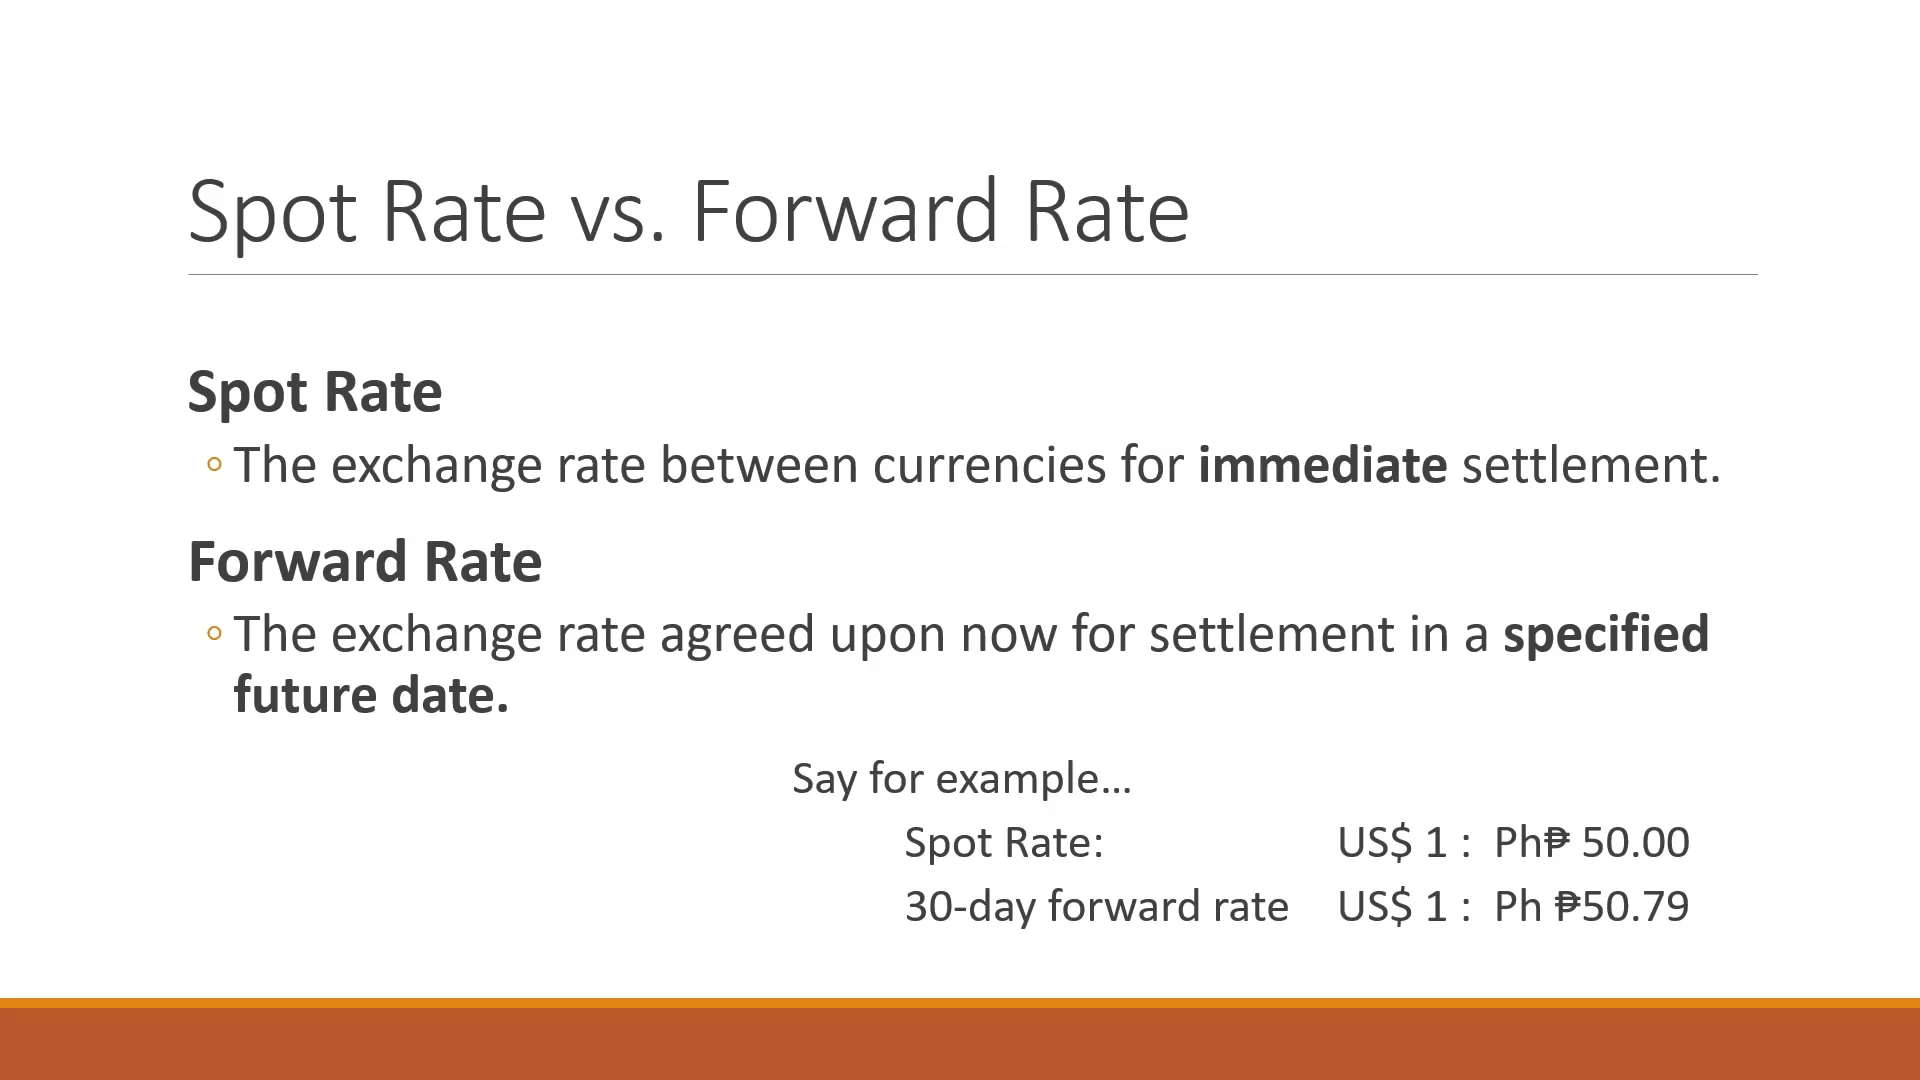 Spot Rate vs. Forward Rate
Spot Rate
◦ The exchange rate between currencies for immediate settlement.
Forward Rate
◦ The exchange rate agreed upon now for settlement in a specified
future date.
Say for example...
Spot Rate: US$ 1 : Ph₱ 50.00
30-day forward rate US$ 1 : Ph ₱50.79